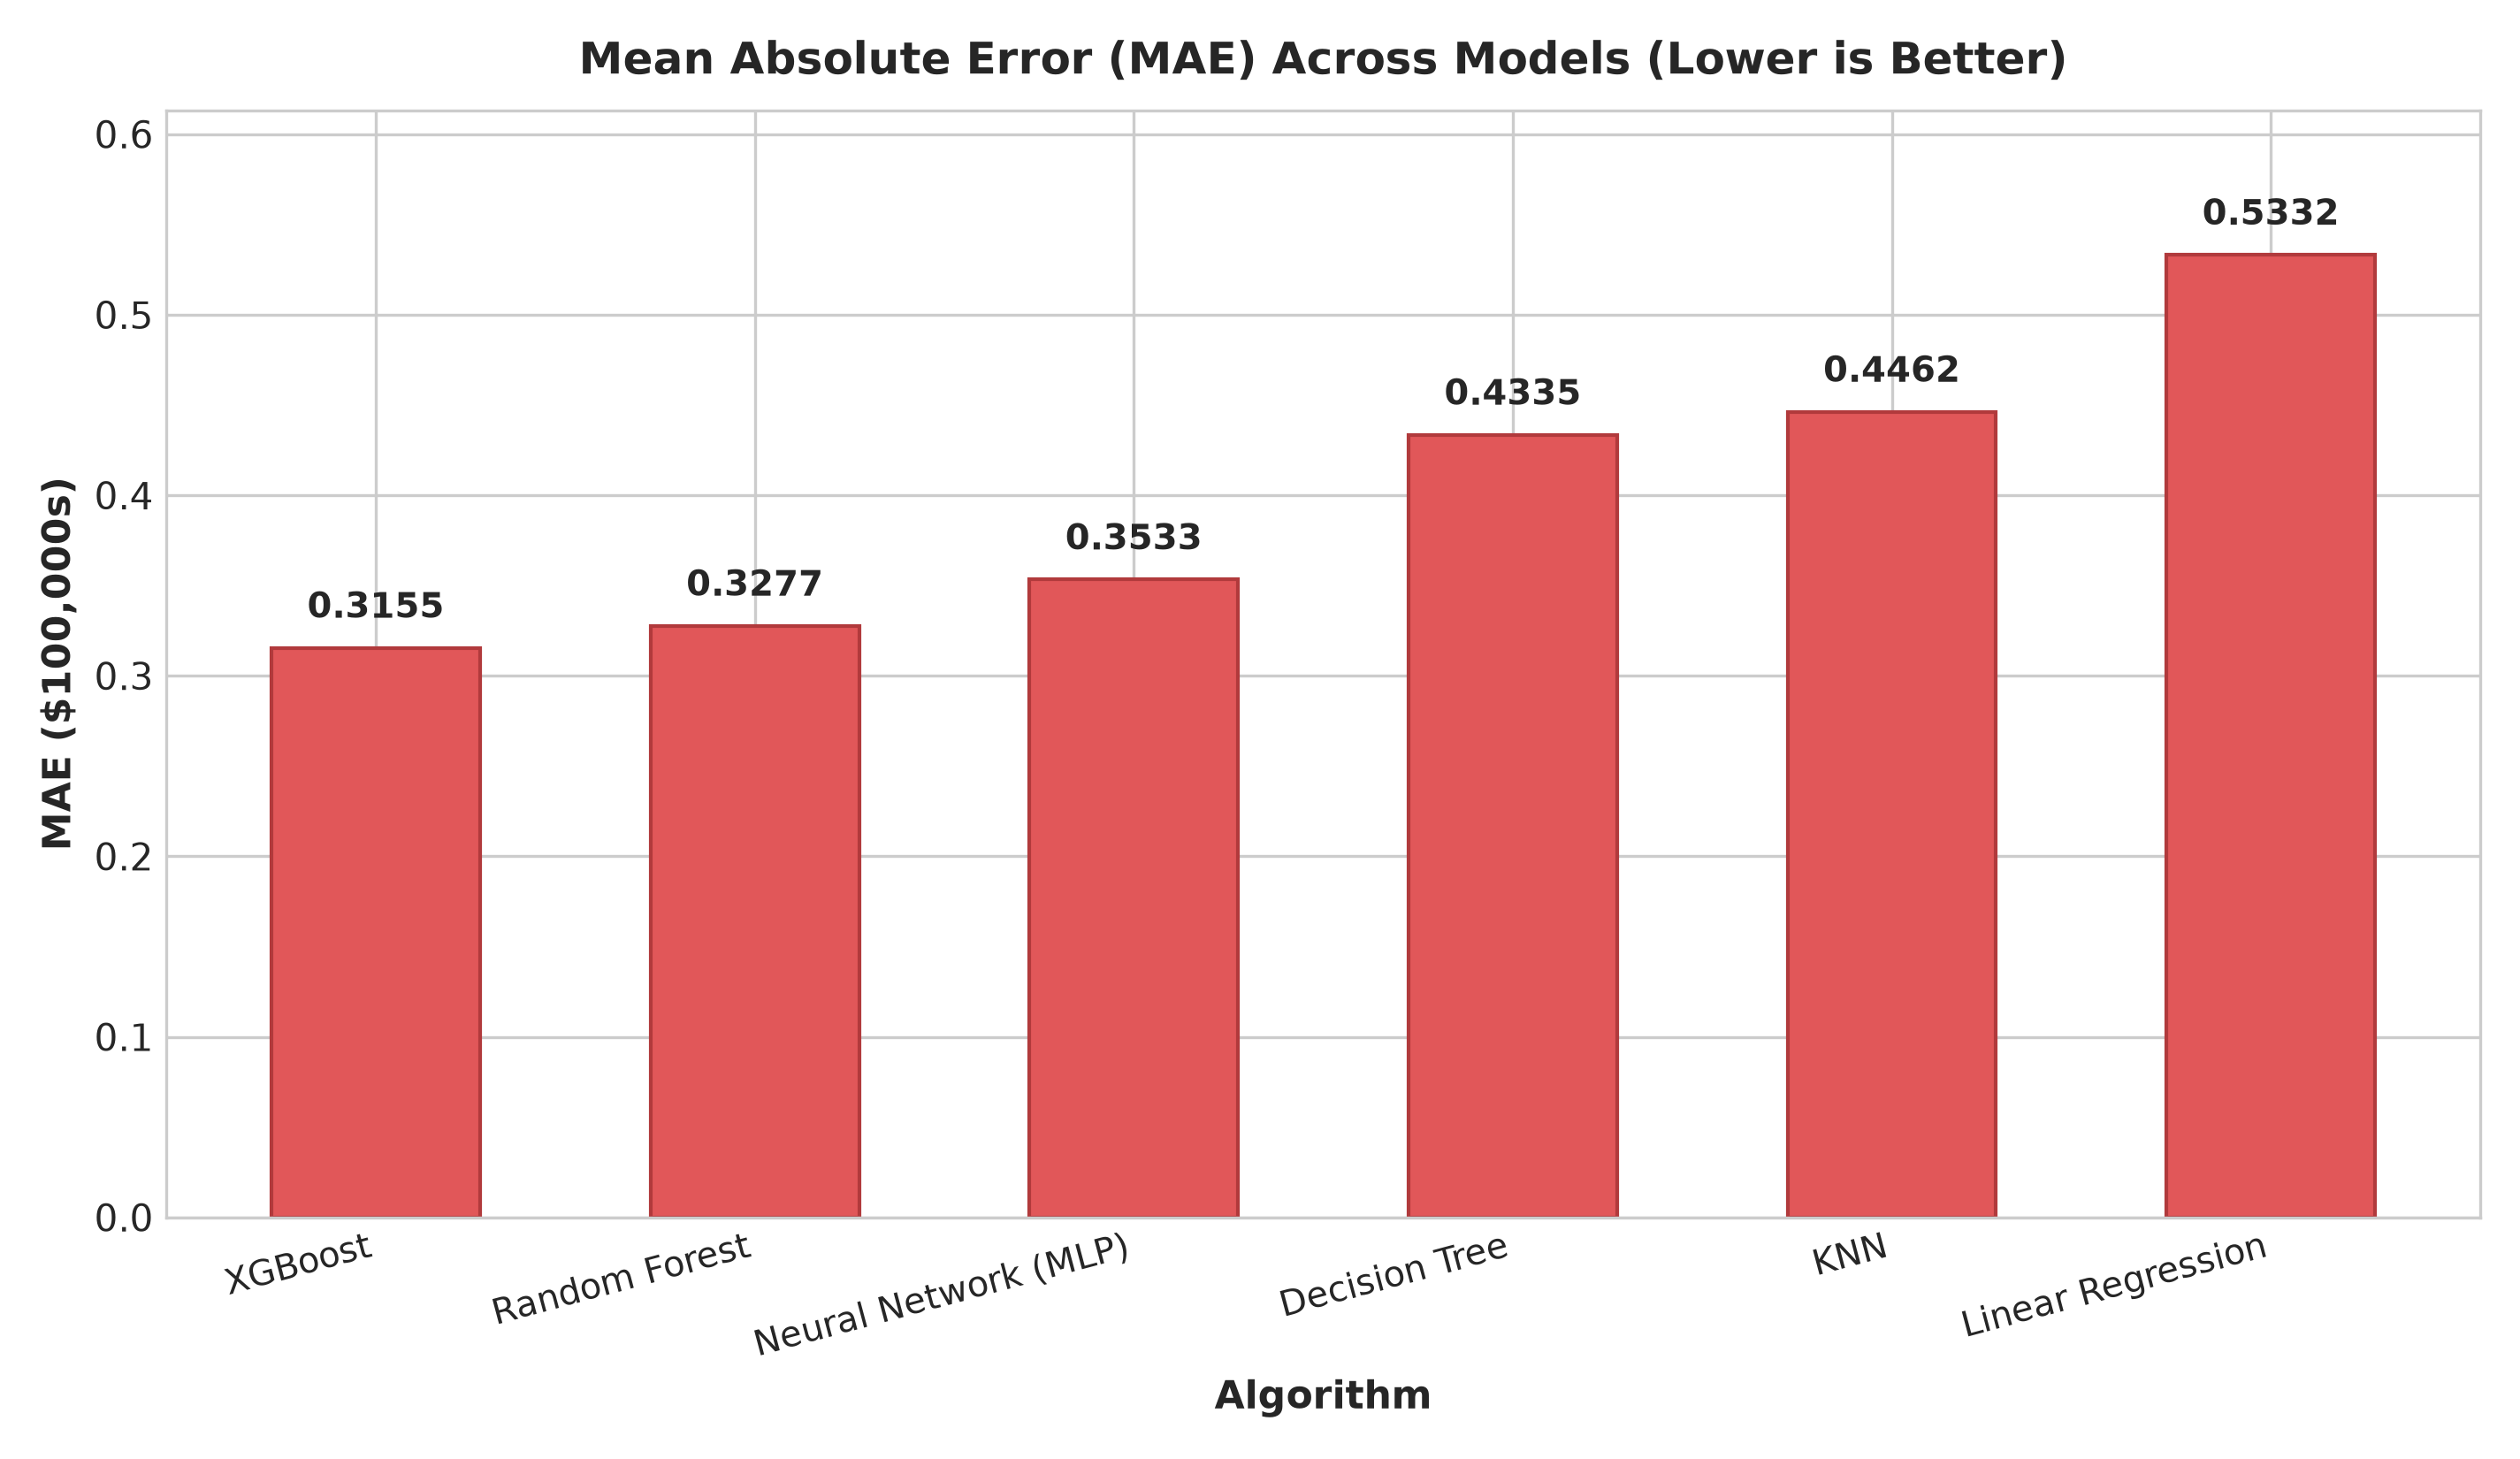 Mean Absolute Error (MAE) Across Models (Lower is Better)
MAE ($100,000s)
0.6
0.5
0.4
0.3
0.2
0.1
0.0
0.3155
0.3277
0.3533
0.4335
0.4462
0.5332
XGBoost
Random Forest
Neural Network (MLP)
Decision Tree
KNN
Linear Regression
Algorithm